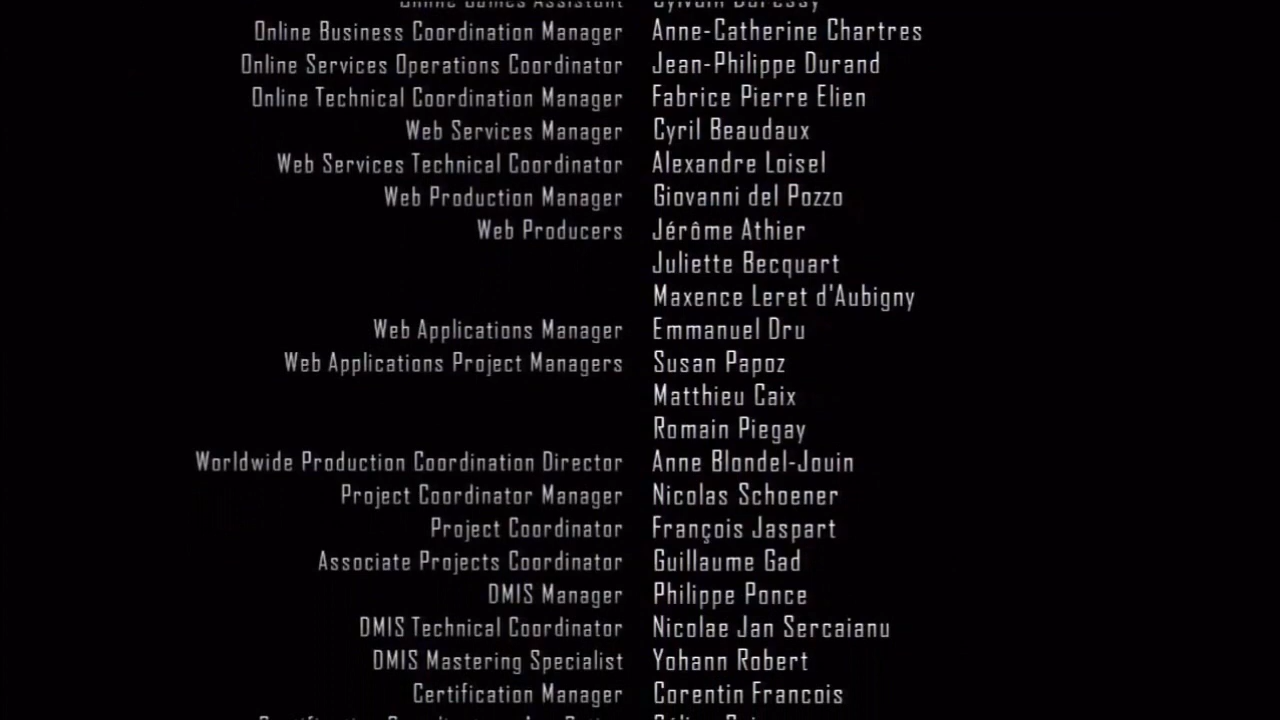 Online Games Assistant
Online Business Coordination Manager Anne-Catherine Chartres
Online Services Operations Coordinator Jean-Philippe Durand
Online Technical Coordination Manager Fabrice Pierre Elien
Web Services Manager Cyril Beaudaux
Web Services Technical Coordinator Alexandre Loisel
Web Production Manager Giovanni del Pozzo
Web Producers Jérôme Athier
Juliette Becquart
Maxence Leret d'Aubigny
Web Applications Manager Emmanuel Dru
Web Applications Project Managers Susan Papoz
Matthieu Caix
Romain Piegay
Worldwide Production Coordination Director Anne Blondel-Jouin
Project Coordinator Manager Nicolas Schoener
Project Coordinator François Jaspart
Associate Projects Coordinator Guillaume Gad
DMIS Manager Philippe Ponce
DMIS Technical Coordinator Nicolae Jan Sercaianu
DMIS Mastering Specialist Yohann Robert
Certification Manager Corentin Francois